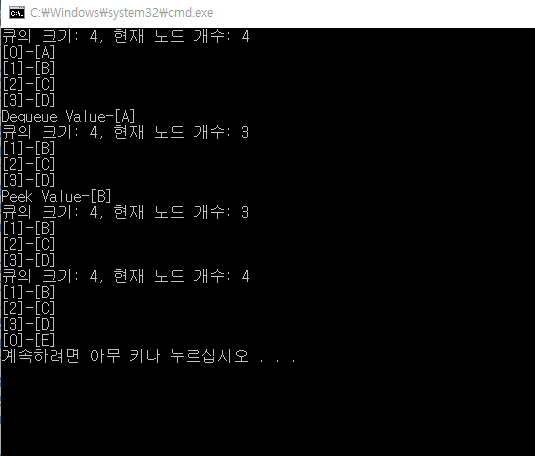 C:\Windows\system32\cmd.exe
큐의 크기: 4, 현재 노드 개수: 4
[0]-[A]
[1]-[B]
[2]-[C]
[3]-[D]
Dequeue Value-[A]
큐의 크기: 4, 현재 노드 개수: 3
[1]-[B]
[2]-[C]
[3]-[D]
Peek Value-[B]
큐의 크기: 4, 현재 노드 개수: 3
[1]-[B]
[2]-[C]
[3]-[D]
큐의 크기: 4, 현재 노드 개수: 4
[1]-[B]
[2]-[C]
[3]-[D]
[0]-[E]
계속하려면 아무 키나 누르십시오 . . .